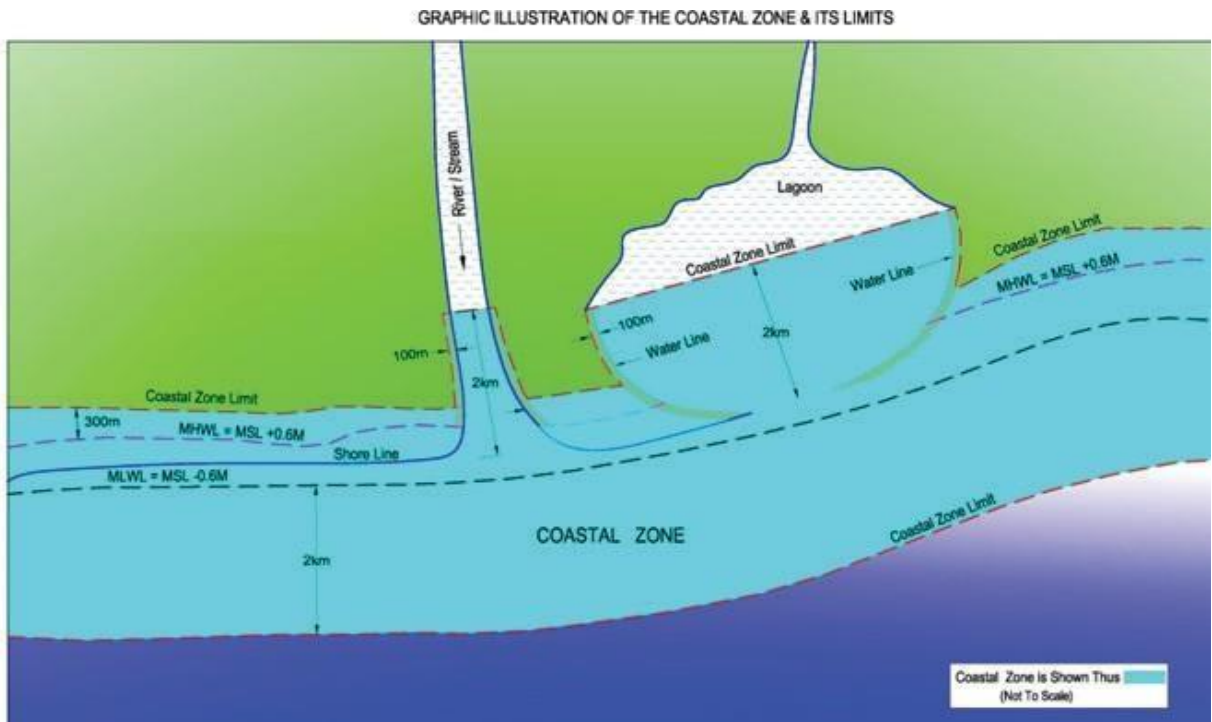 GRAPHIC ILLUSTRATION OF THE COASTAL ZONE & ITS LIMITS
River / Stream
Lagoon
Coastal Zone Limit
Coastal Zone Limit
MHWL = MSL +0.6M
Water Line
100m
Water Line
2km
100m
2km
Coastal Zone Limit
300m
MHWL = MSL +0.6M
Shore Line
MLWL = MSL -0.6M
COASTAL ZONE
Coastal Zone Limit
2km
Coastal Zone is Shown Thus
(Not To Scale)